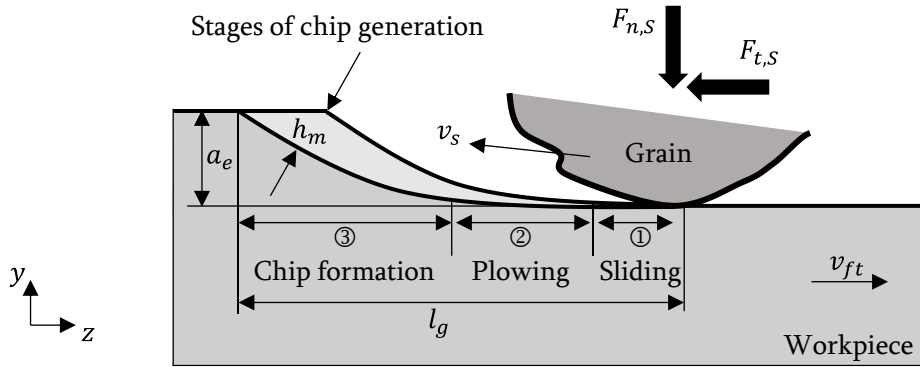 Stages of chip generation
F_{n,S}
F_{t,S}
h_m
v_s
a_e
Grain
③
②
①
Chip formation
Plowing
Sliding
v_{ft}
y
z
l_g
Workpiece